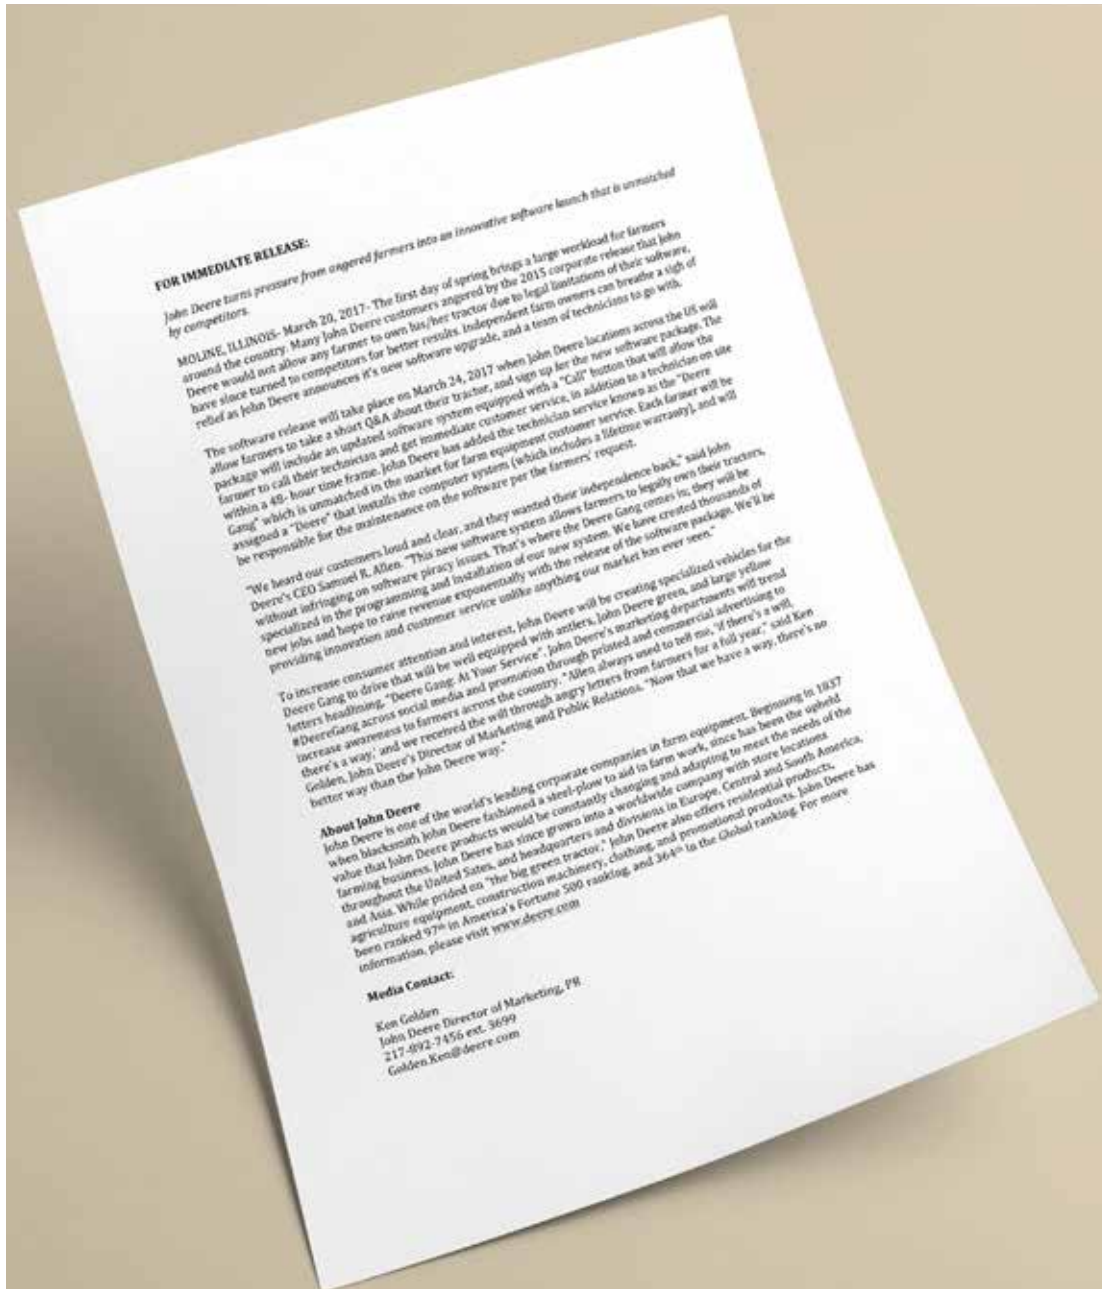 FOR IMMEDIATE RELEASE:
John Deere turns pressure from angered farmers into an innovative software launch that is unmatched
by competitors.
MOLINE, ILLINOIS- March 20, 2017- The first day of spring brings a large workload for farmers
around the country. Many John Deere customers angered by the 2015 corporate release that John
Deere would not allow any farmer to own his/her tractor due to legal limitations of their software,
have since turned to competitors for better results. Independent farm owners can breathe a sigh of
relief as John Deere announces it's new software upgrade, and a team of technicians to go with.
The software release will take place on March 24, 2017 when John Deere locations across the US will
allow farmers to take a short Q&A about their tractor, and sign up for the new software package. The
package will include an updated software system equipped with a "Call" button that will allow the
farmer to call their technician and get immediate customer service, in addition to a technician on site
within a 48- hour time frame. John Deere has added the technician service known as the "Deere
Gang" which is unmatched in the market for farm equipment customer service. Each farmer will be
assigned a "Doere" that installs the computer system (which includes a lifetime warranty), and will
be responsible for the maintenance on the software per the farmers' request.
"We heard our customers loud and clear, and they wanted their independence back," said John
Deere's CEO Samuel R. Allen. "This new software system allows farmers to legally own their tractors,
without infringing on software piracy issues. That's where the Deere Gang comes in; they will be
specialized in the programming and installation of our new system. We have created thousands of
new jobs and hope to raise revenue exponentially with the release of the software package. We'll be
providing innovation and customer service unlike anything our market has ever seen."
To increase consumer attention and interest, John Deere will be creating specialized vehicles for the
Deere Gang to drive that will be well equipped with antlers, John Deere green, and large yellow
letters headlining, "Deere Gang: At Your Service". John Deere's marketing departments will trend
#DeereGang across social media and promotion through printed and commercial advertising to
increase awareness to farmers across the country. "Allen always used to tell me, 'if there's a will,
there's a way,' and we received the will through angry letters from farmers for a full year," said Ken
Golden, John Deere's Director of Marketing and Public Relations. "Now that we have a way, there's no
better way than the John Deere way."
About John Deere
John Deere is one of the world's leading corporate companies in farm equipment. Beginning in 1837
when blacksmith John Deere fashioned a steel-plow to aid in farm work, since has been the upheld
value that John Deere products would be constantly changing and adapting to meet the needs of the
farming business. John Deere has since grown into a worldwide company with store locations
throughout the United Sates, and headquarters and divisions in Europe, Central and South America,
and Asia. While prided on "the big green tractor," John Deere also offers residential products,
agriculture equipment, construction machinery, clothing, and promotional products. John Deere has
been ranked 97th in America's Fortune 500 ranking, and 364th in the Global ranking. For more
information, please visit www.deere.com
Media Contact:
Ken Golden
John Deere Director of Marketing, PR
217-892-7456 ext. 3699
Golden.Ken@deere.com